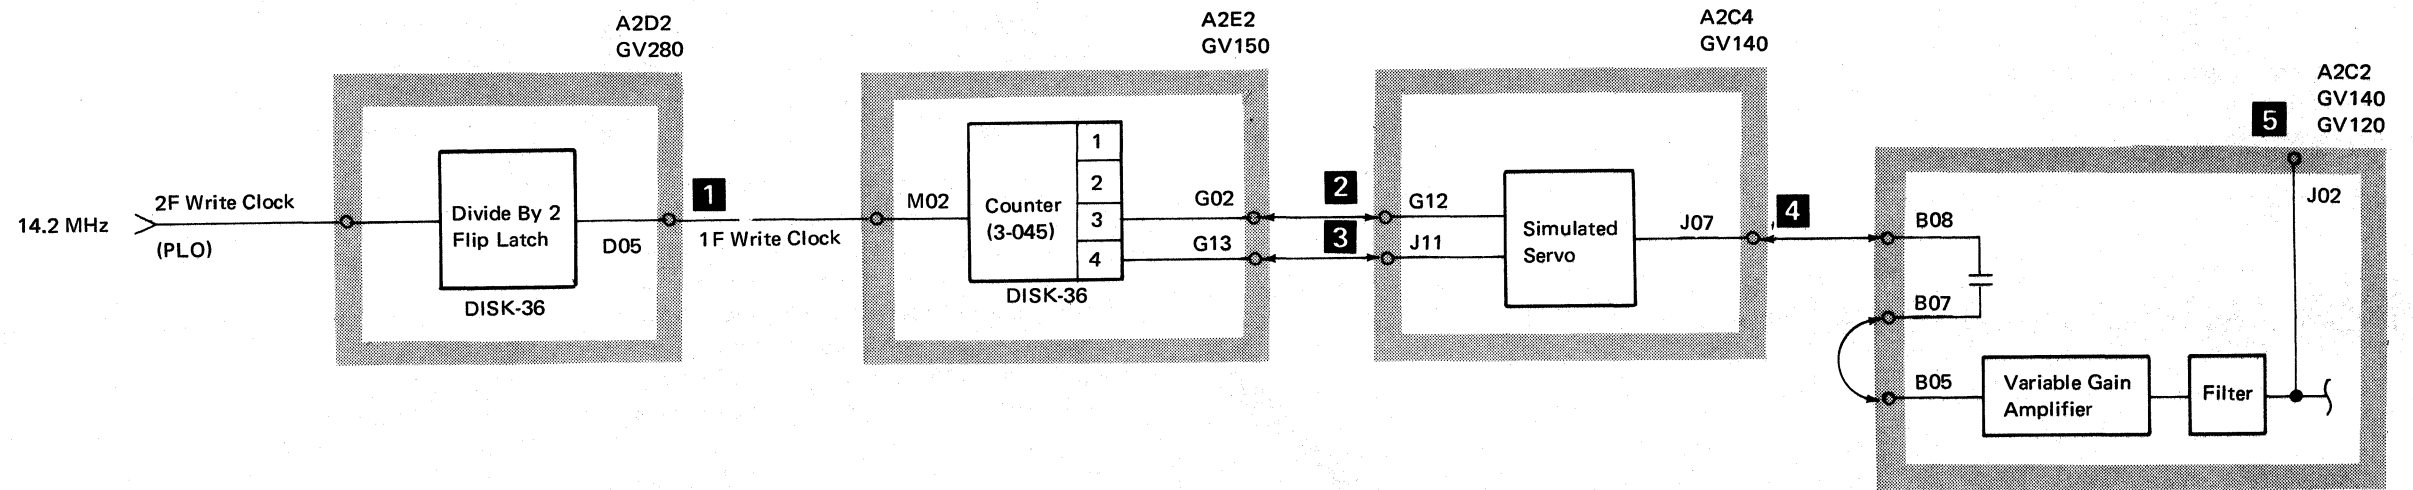 14.2 MHz
2F Write Clock
(PLO)
A2D2
GV280
Divide By 2
Flip Latch
DISK-36
D05
1
1F Write Clock
A2E2
GV150
M02
Counter
(3-045)
1
2
3
4
DISK-36
G02
G13
2
3
A2C4
GV140
G12
J11
Simulated
Servo
J07
4
A2C2
GV140
GV120
5
J02
B08
B07
B05
Variable Gain
Amplifier
Filter